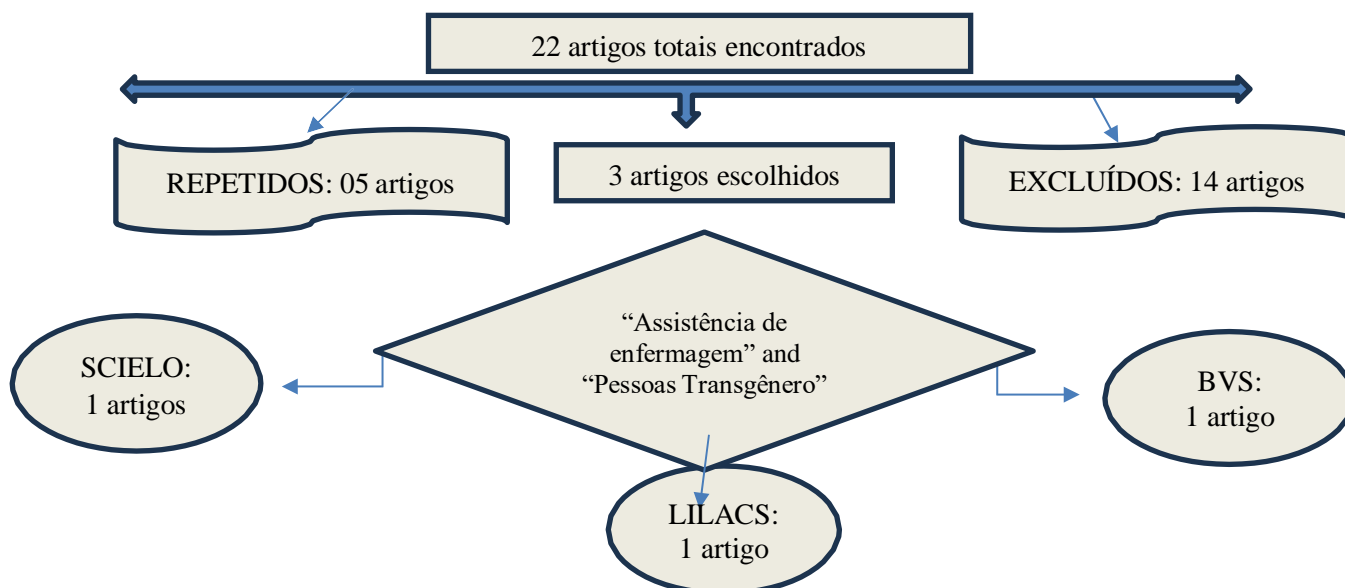 22 artigos totais encontrados
REPETIDOS: 05 artigos
3 artigos escolhidos
EXCLUÍDOS: 14 artigos
“Assistência de
enfermagem” and
“Pessoas Transgênero”
SCIELO:
1 artigos
BVS:
1 artigo
LILACS:
1 artigo